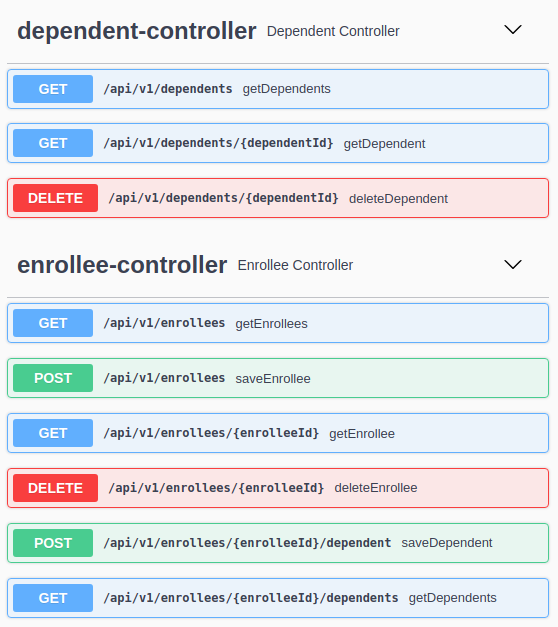 dependent-controller Dependent Controller
GET /api/v1/dependents getDependents
GET /api/v1/dependents/{dependentId} getDependent
DELETE /api/v1/dependents/{dependentId} deleteDependent
enrollee-controller Enrollee Controller
GET /api/v1/enrollees getEnrollees
POST /api/v1/enrollees saveEnrollee
GET /api/v1/enrollees/{enrolleeId} getEnrollee
DELETE /api/v1/enrollees/{enrolleeId} deleteEnrollee
POST /api/v1/enrollees/{enrolleeId}/dependent saveDependent
GET /api/v1/enrollees/{enrolleeId}/dependents getDependents